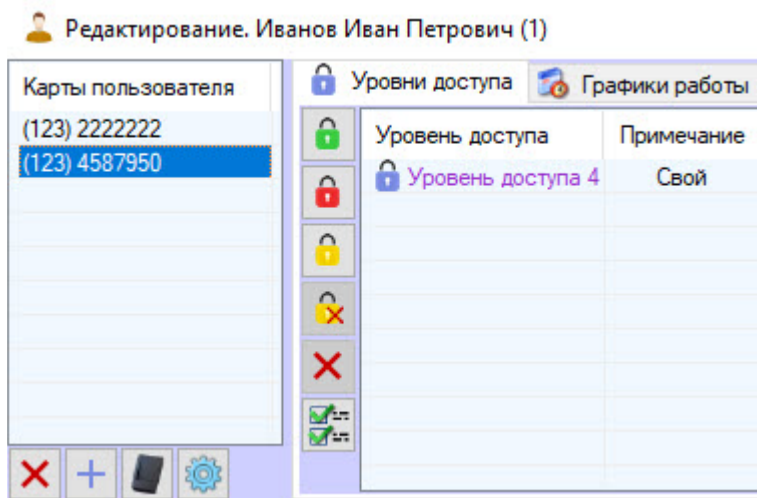 Редактирование. Иванов Иван Петрович (1)
Карты пользователя
(123) 2222222
(123) 4587950
Уровни доступа
Графики работы
Уровень доступа
Примечание
Уровень доступа 4
Свой